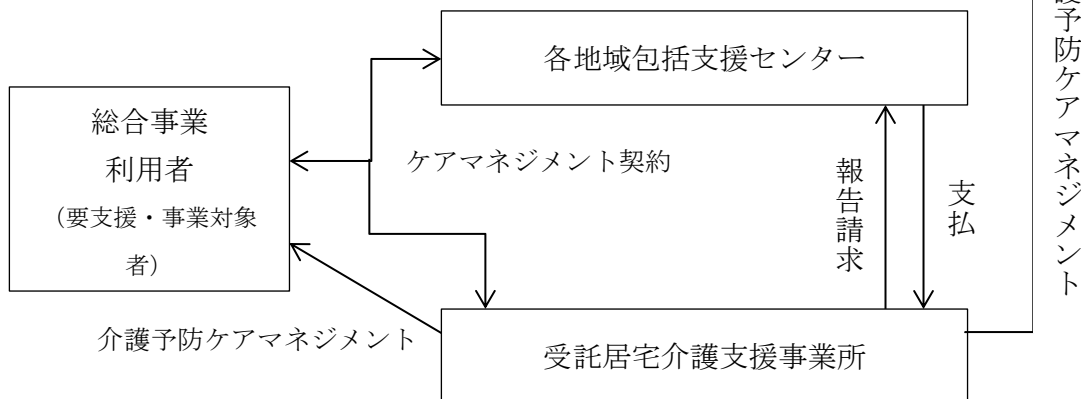 各地域包括支援センター
総合事業
利用者
（要支援・事業対象
者）
ケアマネジメント契約
報告請求
支払
予防ケアマネジメント
介護予防ケアマネジメント
受託居宅介護支援事業所